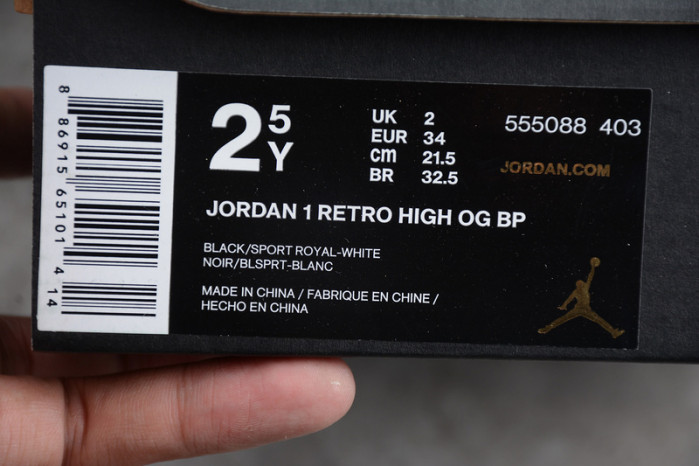 8 86915 65101 4 14
2 5Y
UK 2
EUR 34
cm 21.5
BR 32.5
555088 403
JORDAN.COM
JORDAN 1 RETRO HIGH OG BP
BLACK/SPORT ROYAL-WHITE
NOIR/BLSPRT-BLANC
MADE IN CHINA / FABRIQUE EN CHINE /
HECHO EN CHINA